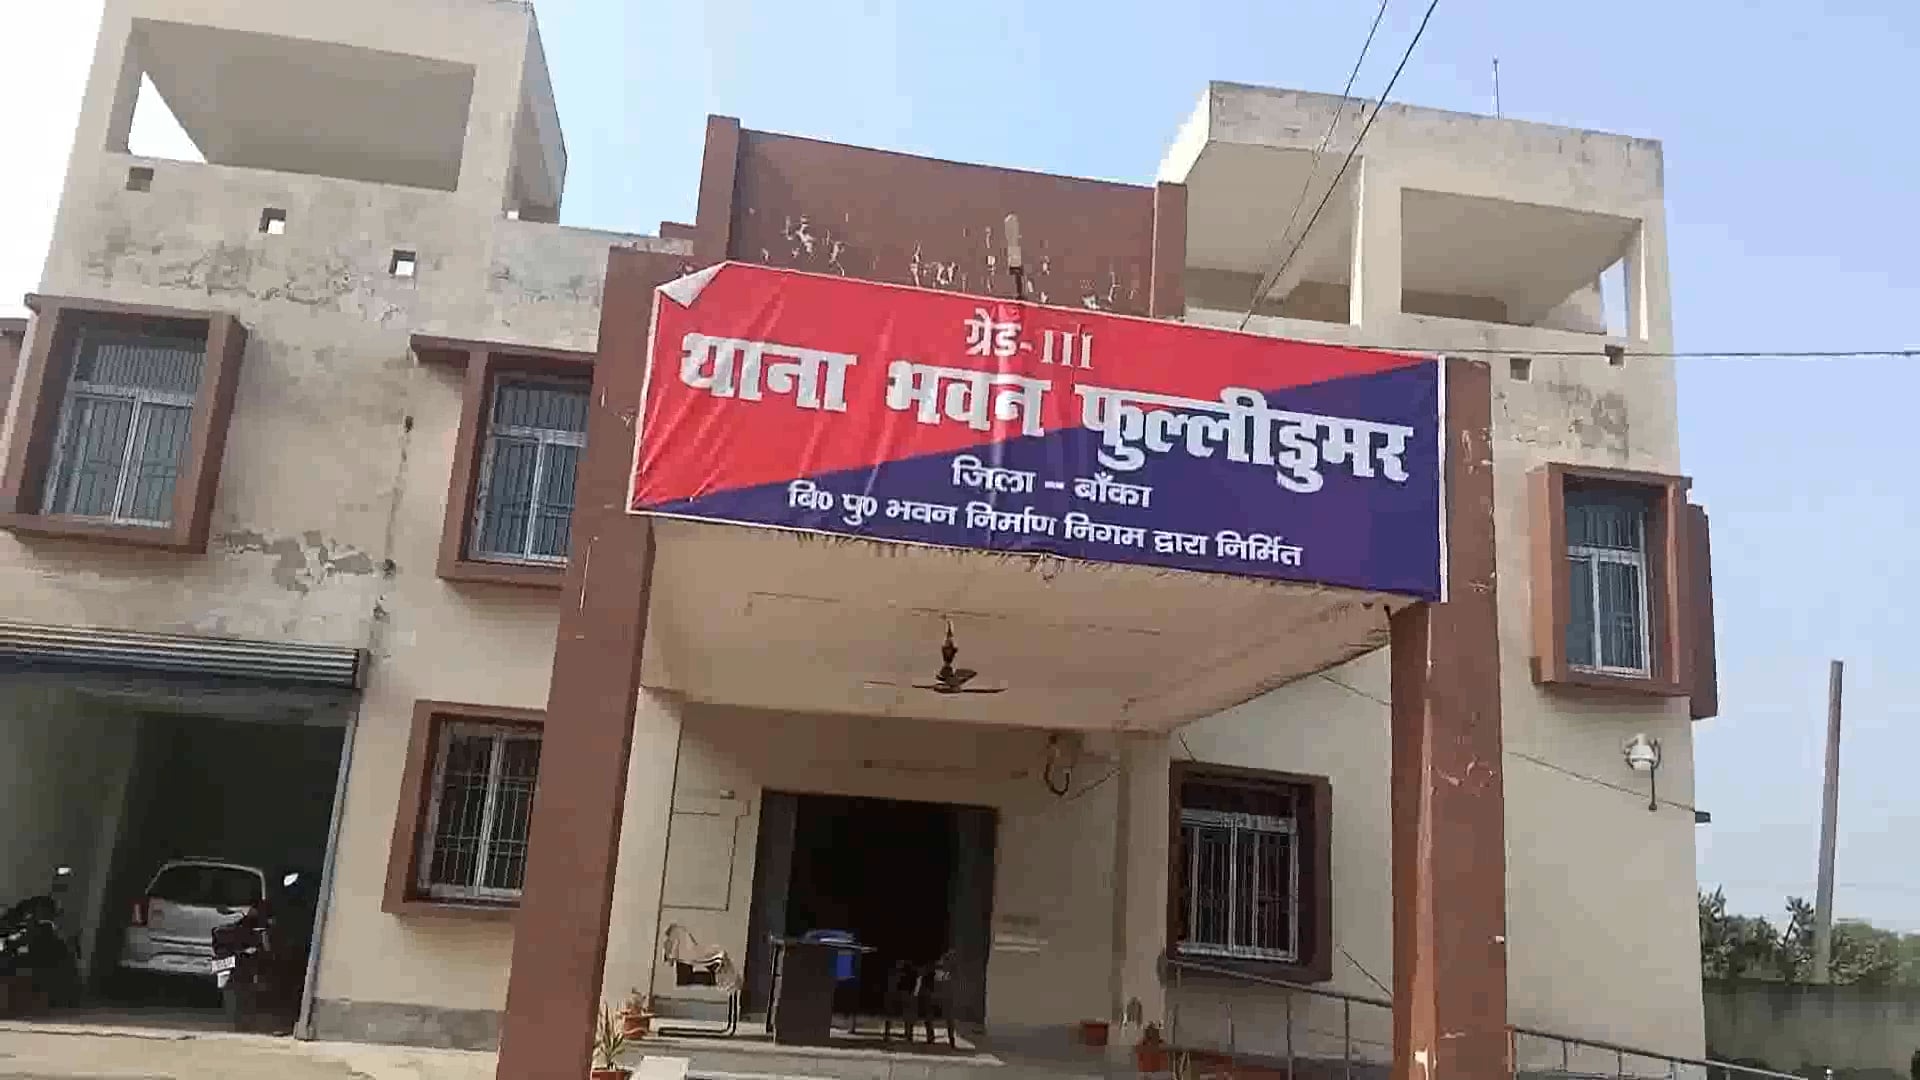 ग्रेड-III
थाना भवन फुल्लीडुमर
जिला - बाँका
बि० पु० भवन निर्माण निगम द्वारा निर्मित